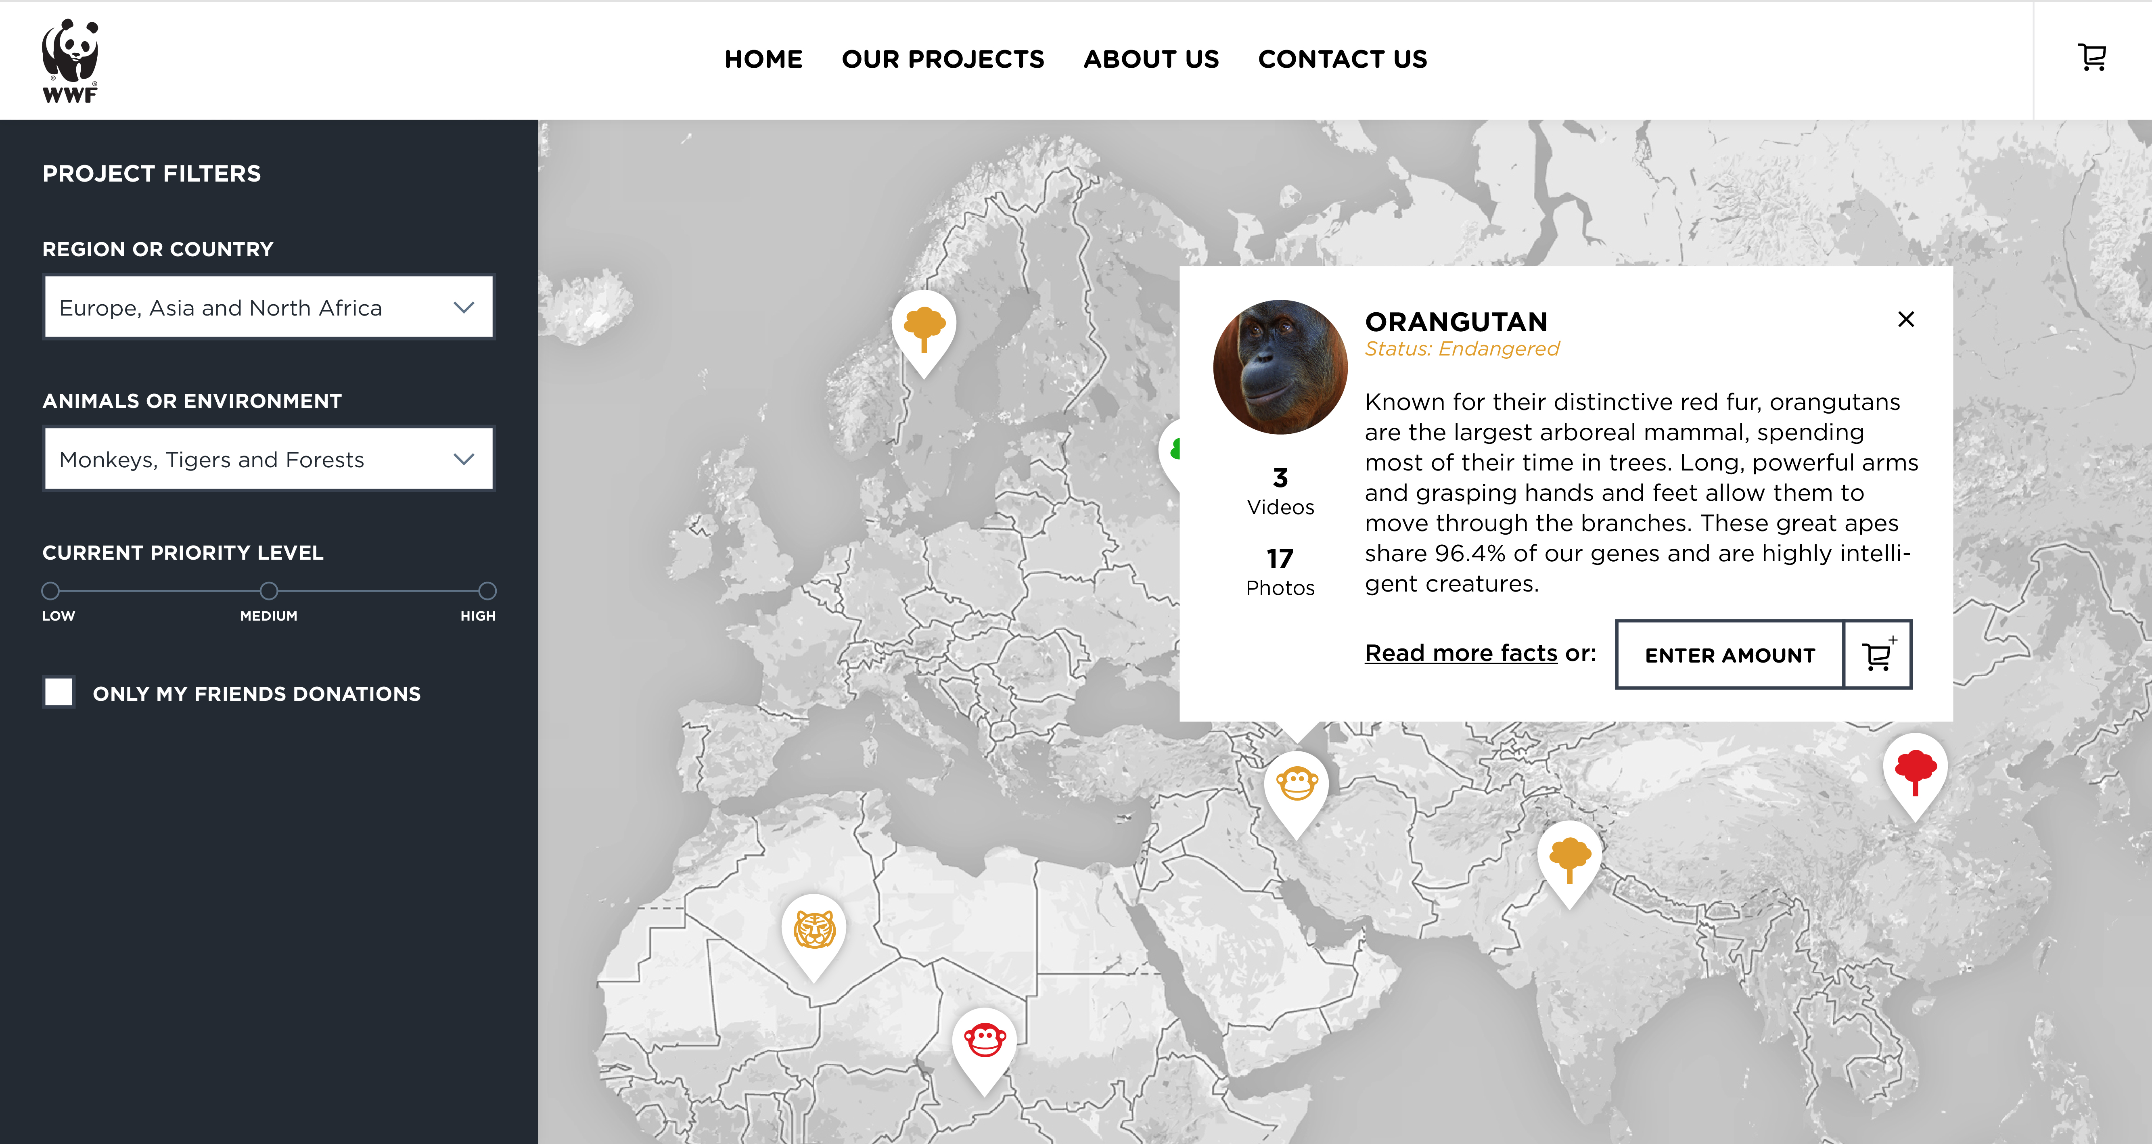 WWF
HOME
OUR PROJECTS
ABOUT US
CONTACT US
PROJECT FILTERS
REGION OR COUNTRY
Europe, Asia and North Africa
ANIMALS OR ENVIRONMENT
Monkeys, Tigers and Forests
CURRENT PRIORITY LEVEL
LOW
MEDIUM
HIGH
ONLY MY FRIENDS DONATIONS
ORANGUTAN
Status: Endangered
3
Videos
17
Photos
Known for their distinctive red fur, orangutans
are the largest arboreal mammal, spending
most of their time in trees. Long, powerful arms
and grasping hands and feet allow them to
move through the branches. These great apes
share 96.4% of our genes and are highly intelli-
gent creatures.
Read more facts or:
ENTER AMOUNT